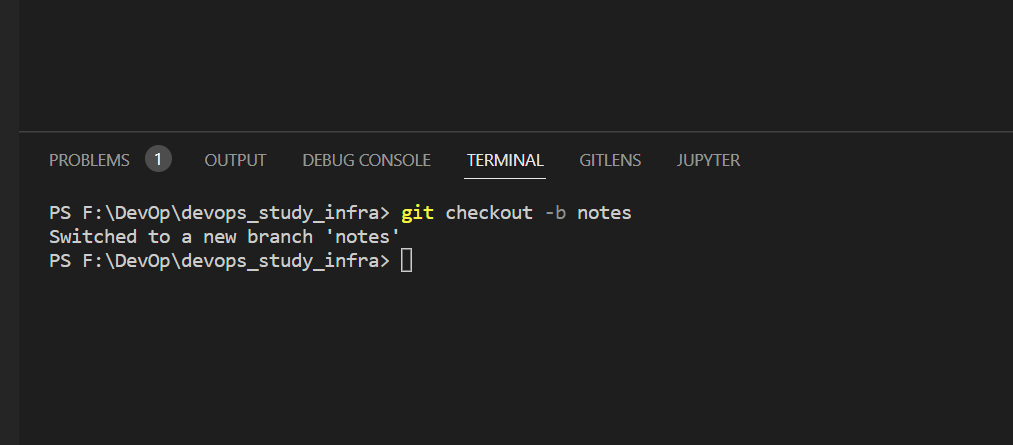 PROBLEMS 1 OUTPUT DEBUG CONSOLE TERMINAL GITLENS JUPYTER
PS F:\DevOp\devops_study_infra> git checkout -b notes
Switched to a new branch 'notes'
PS F:\DevOp\devops_study_infra>